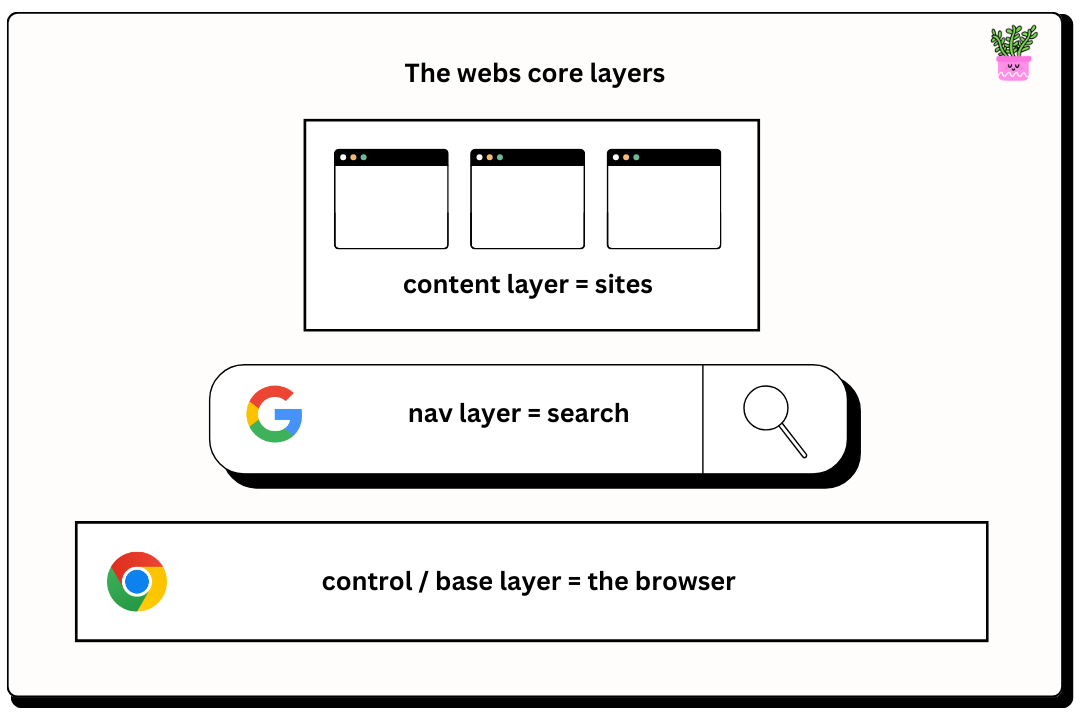 The webs core layers
content layer = sites
nav layer = search
control / base layer = the browser